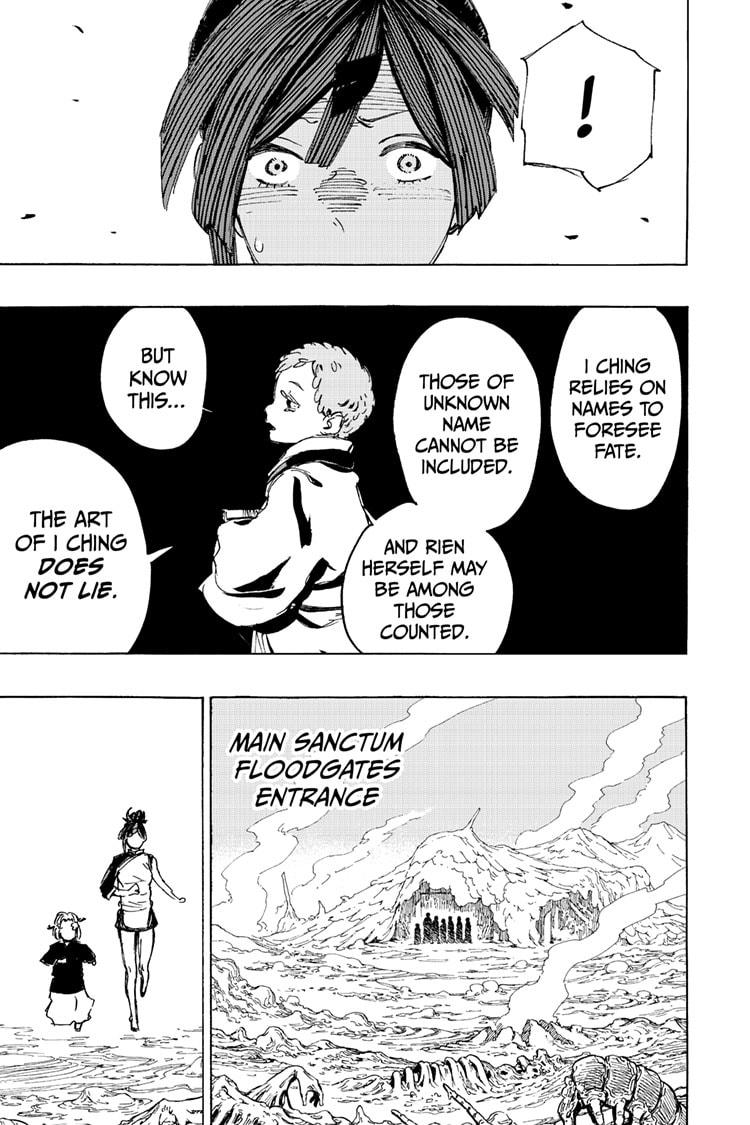 !
I CHING
RELIES ON
NAMES TO
FORESEE
FATE.
THOSE OF
UNKNOWN
NAME
CANNOT BE
INCLUDED.
AND RIEN
HERSELF MAY
BE AMONG
THOSE
COUNTED.
BUT
KNOW
THIS...
THE ART
OF I CHING
DOES
NOT LIE.
MAIN SANCTUM
FLOODGATES
ENTRANCE